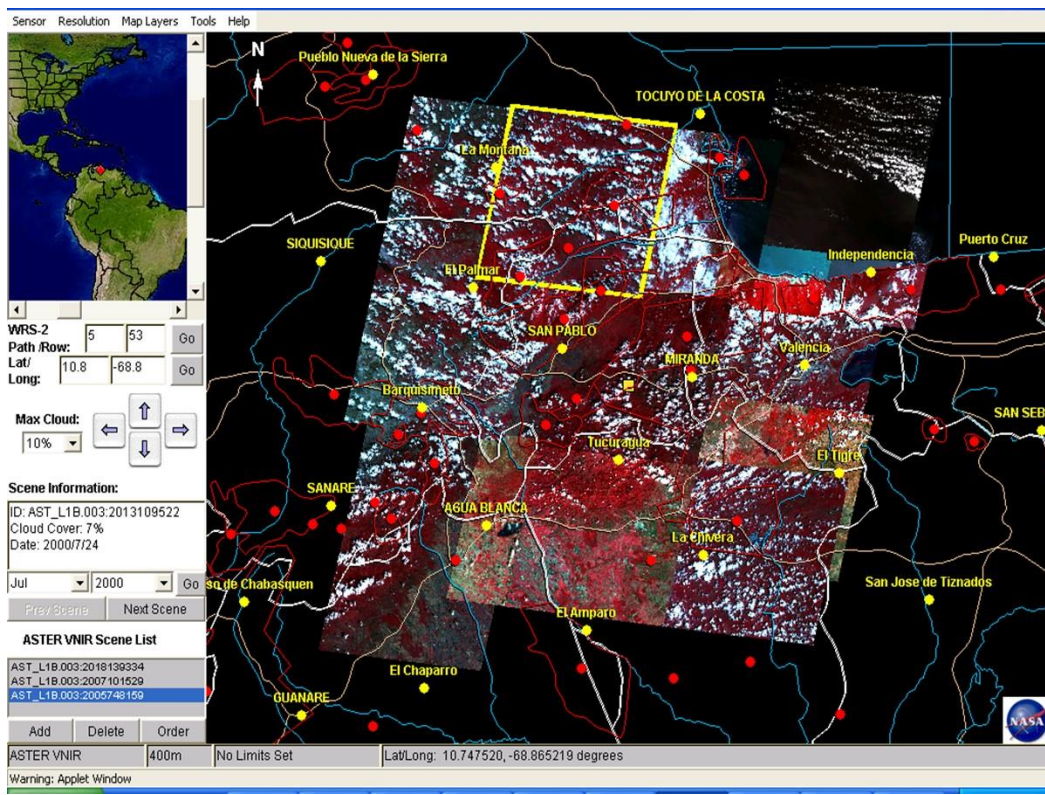 Sensor Resolution Map Layers Tools Help
N
Pueblo Nueva de la Sierra
TOCUYO DE LA COSTA
La Montana
SIQUISIQUE
Independencia
Puerto Cruz
El Palmar
SAN PABLO
MIRANDA
Valencia
Barquisimeto
SAN SEB
Tucuragua
El Tigre
SANARE
AGUA BLANCA
La Chivera
so de Chabasquen
San Jose de Tiznados
El Amparo
El Chaparro
GUANARE
NASA
WRS-2
Path /Row: 5 53 Go
Lat/
Long: 10.8 -68.8 Go
Max Cloud:
10%
Scene Information:
ID: AST_L1B.003:2013109522
Cloud Cover: 7%
Date: 2000/7/24
Jul 2000 Go
Prev Scene Next Scene
ASTER VNIR Scene List
AST_L1B.003:2018139334
AST_L1B.003:2007101529
AST_L1B.003:2005748159
Add Delete Order
ASTER VNIR 400m No Limits Set Lat/Long: 10.747520, -68.865219 degrees
Warning: Applet Window